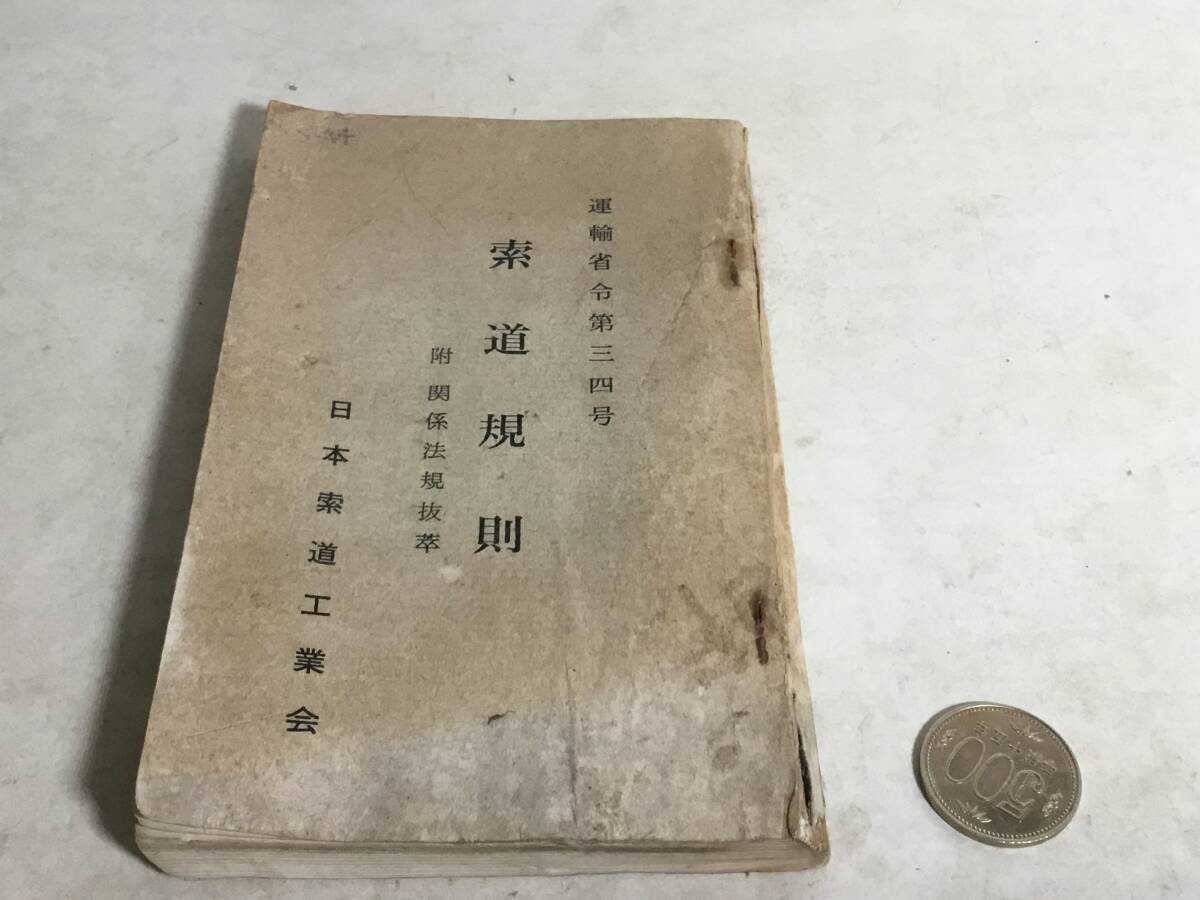 運輸省令第三四号
索道規則
附 関係法規抜萃
日本索道工業会
500